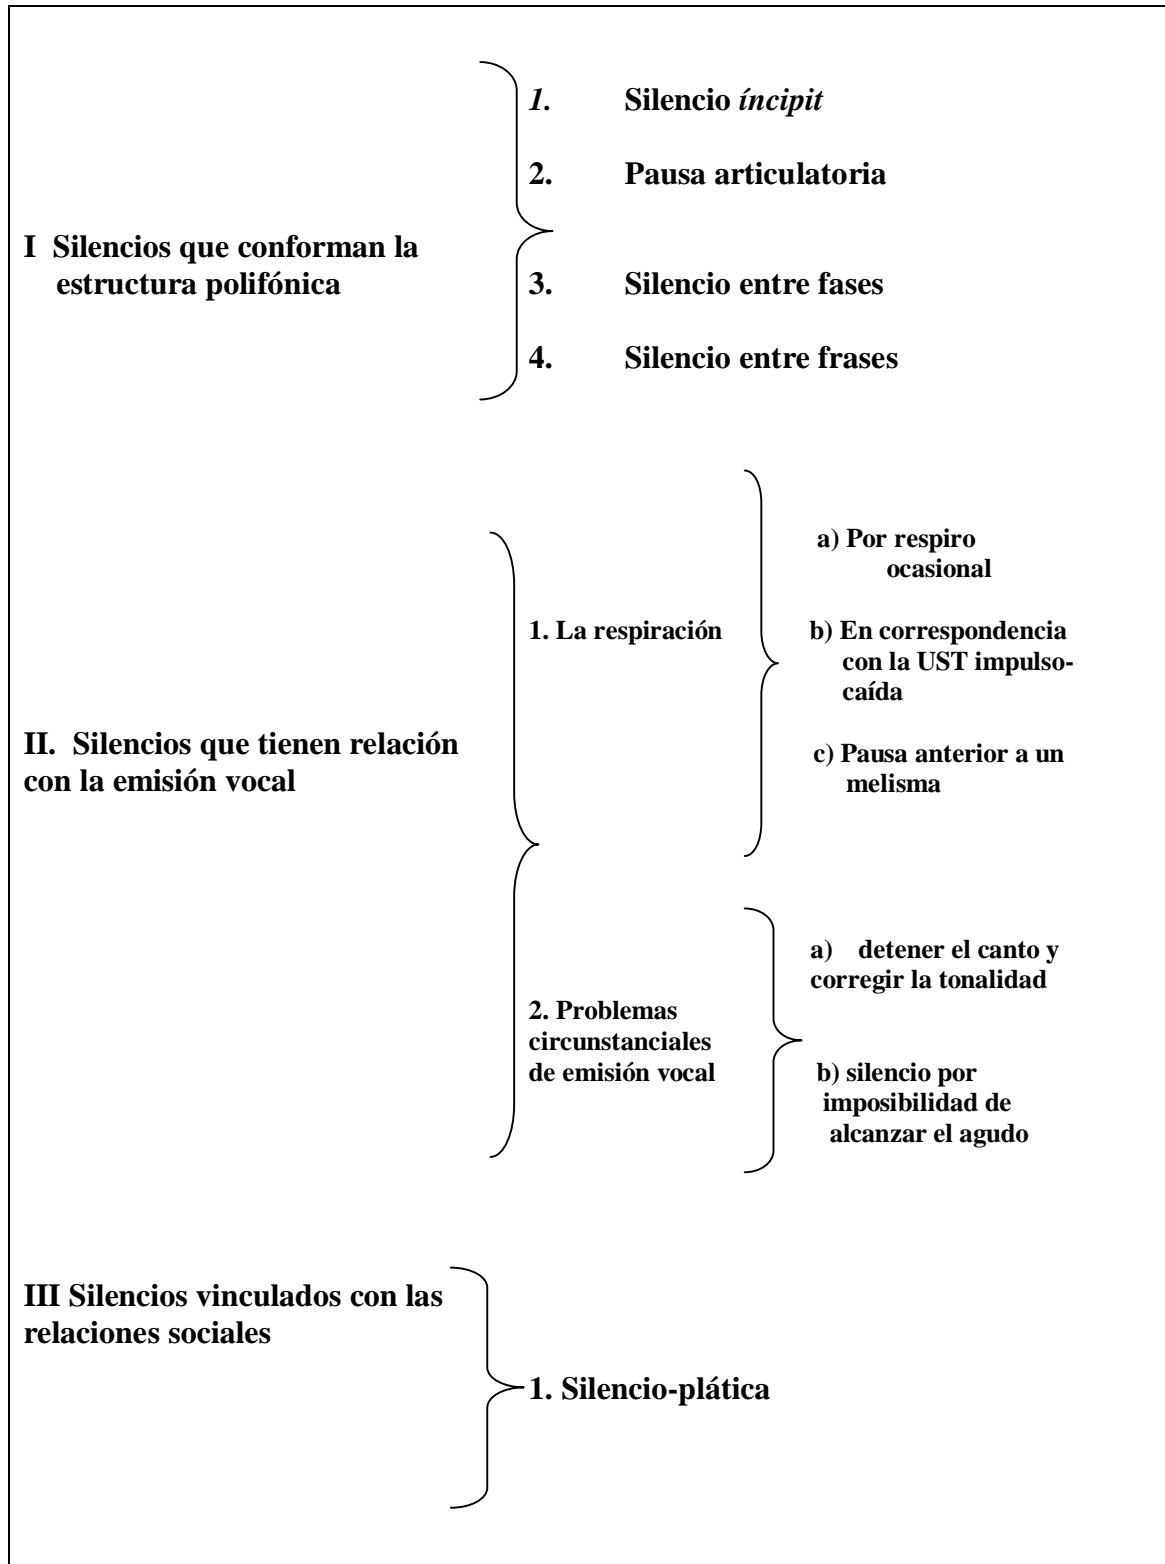 1. Silencio íncipit
2. Pausa articulatoria
I Silencios que conforman la
estructura polifónica
3. Silencio entre fases
4. Silencio entre frases
II. Silencios que tienen relación
con la emisión vocal
1. La respiración
a) Por respiro
ocasional
b) En correspondencia
con la UST impulso-
caída
c) Pausa anterior a un
melisma
2. Problemas
circunstanciales
de emisión vocal
a) detener el canto y
corregir la tonalidad
b) silencio por
imposibilidad de
alcanzar el agudo
III Silencios vinculados con las
relaciones sociales
1. Silencio-plática